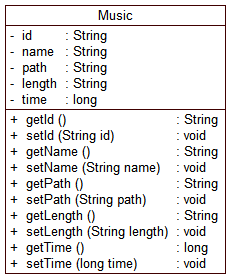 Music
- id : String
- name : String
- path : String
- length : String
- time : long
+ getId () : String
+ setId (String id) : void
+ getName () : String
+ setName (String name) : void
+ getPath () : String
+ setPath (String path) : void
+ getLength () : String
+ setLength (String length) : void
+ getTime () : long
+ setTime (long time) : void